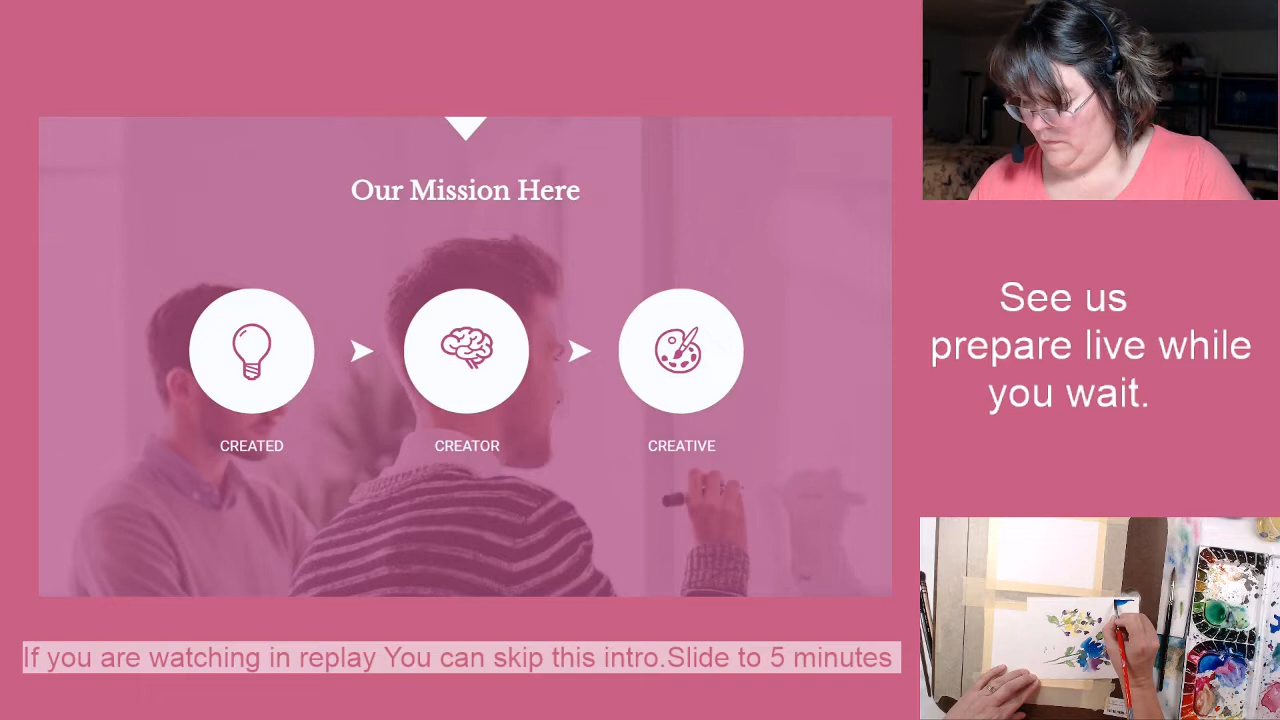 Our Mission Here
CREATED
CREATOR
CREATIVE
See us
prepare live while
you wait.
If you are watching in replay You can skip this intro.Slide to 5 minutes